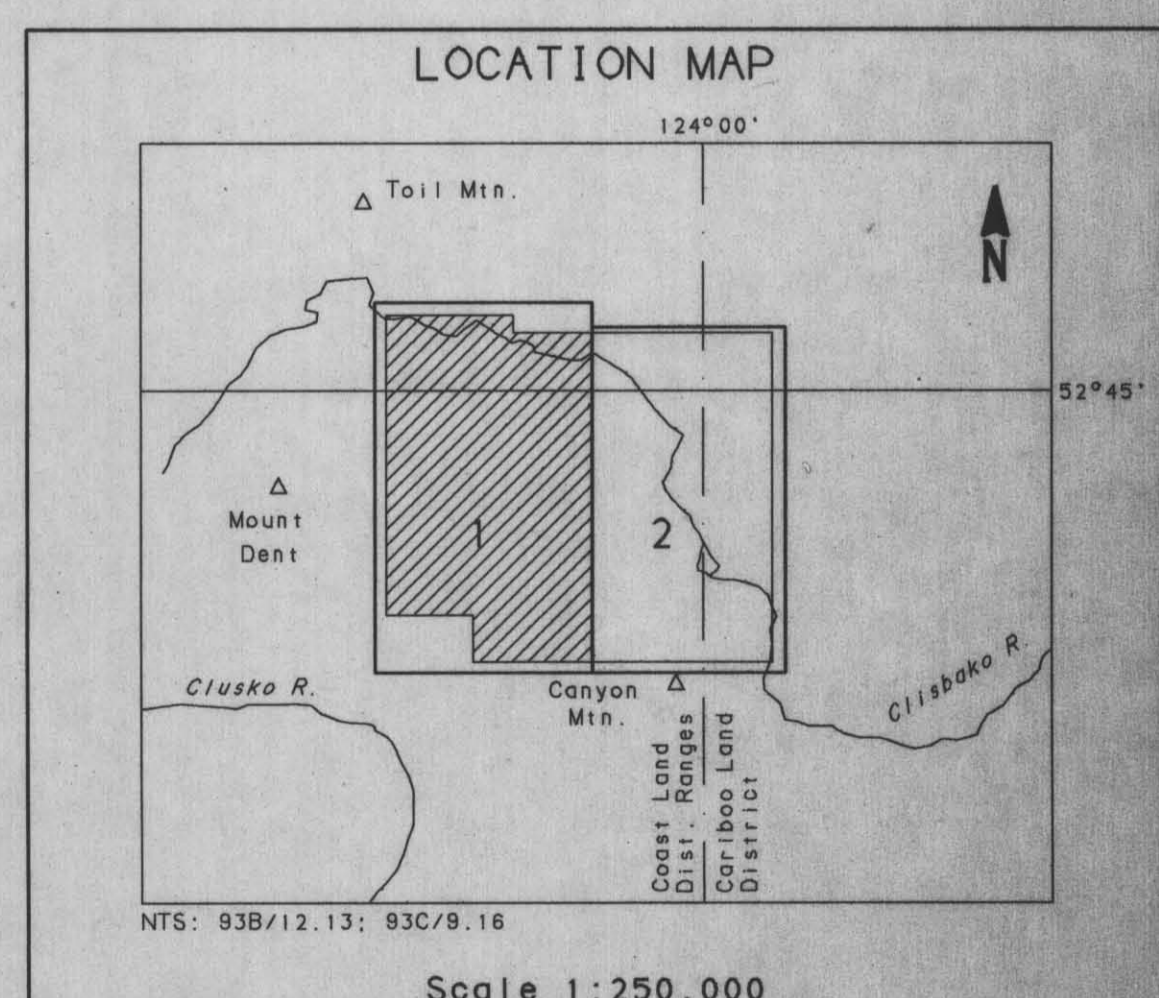 LOCATION MAP
124°00'
Toil Mtn.
N
52°45'
Mount
Dent
1
2
Clusko R.
Canyon
Mtn.
Clisbako R.
Coast Land
Dist. Ranges
Cariboo Land
District
NTS: 93B/12.13; 93C/9.16
Scale 1:250,000